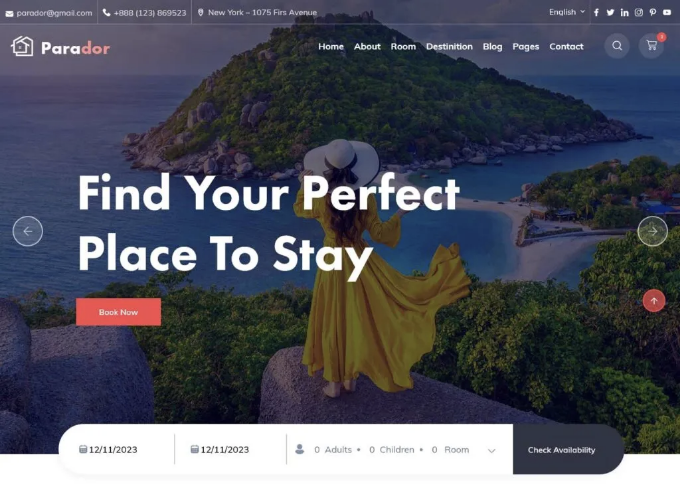 parador@gmail.com +888 (123) 869523 New York – 1075 Firs Avenue English
Parador Home About Room Destinition Blog Pages Contact
Find Your Perfect
Place To Stay
Book Now
12/11/2023 12/11/2023 0 Adults • 0 Children • 0 Room Check Availability